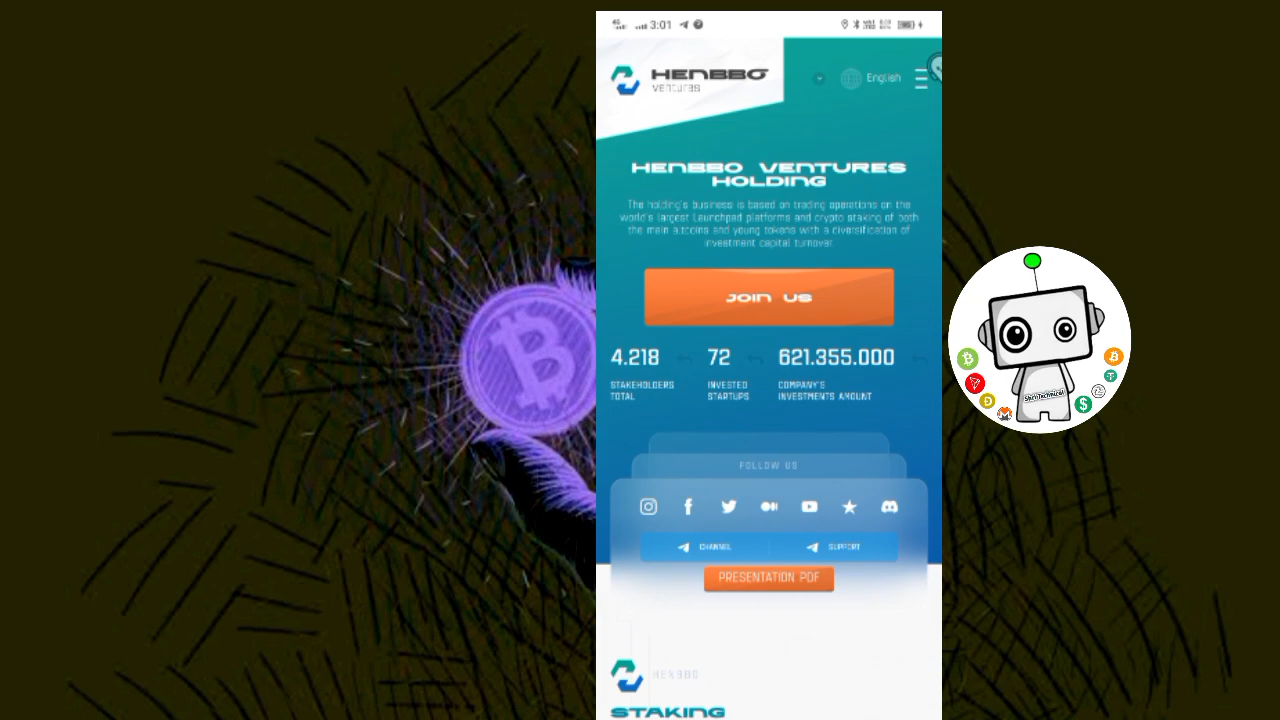 4G
3:01
HENBBO
ventures
English
HENBBO VENTURES
HOLDING
The holding's business is based on trading operations on the
world's largest Launchpad platforms and crypto staking of both
the main altcoins and young tokens with a diversification of
investment capital turnover.
JOIN US
4.218
72
621.355.000
STAKEHOLDERS
TOTAL
INVESTED
STARTUPS
COMPANY'S
INVESTMENTS AMOUNT
FOLLOW US
CHANNEL
SUPPORT
PRESENTATION PDF
HENBBO
STAKING